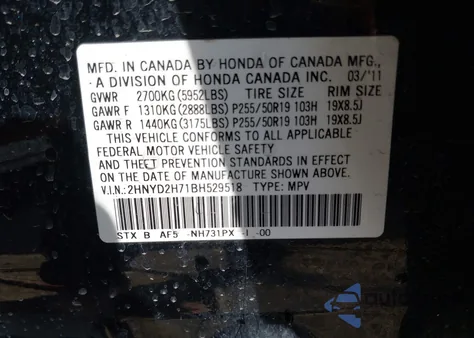 MFD. IN CANADA BY HONDA OF CANADA MFG.,
A DIVISION OF HONDA CANADA INC. 03/'11
GVWR 2700KG(5952LBS) TIRE SIZE RIM SIZE
GAWR F 1310KG(2888LBS) P255/50R19 103H 19X8.5J
GAWR R 1440KG(3175LBS) P255/50R19 103H 19X8.5J
THIS VEHICLE CONFORMS TO ALL APPLICABLE
FEDERAL MOTOR VEHICLE SAFETY
AND THEFT PREVENTION STANDARDS IN EFFECT
ON THE DATE OF MANUFACTURE SHOWN ABOVE.
V.I.N.: 2HNYD2H71BH529518 TYPE: MPV
STX B AF5 -NH731PX -I -00